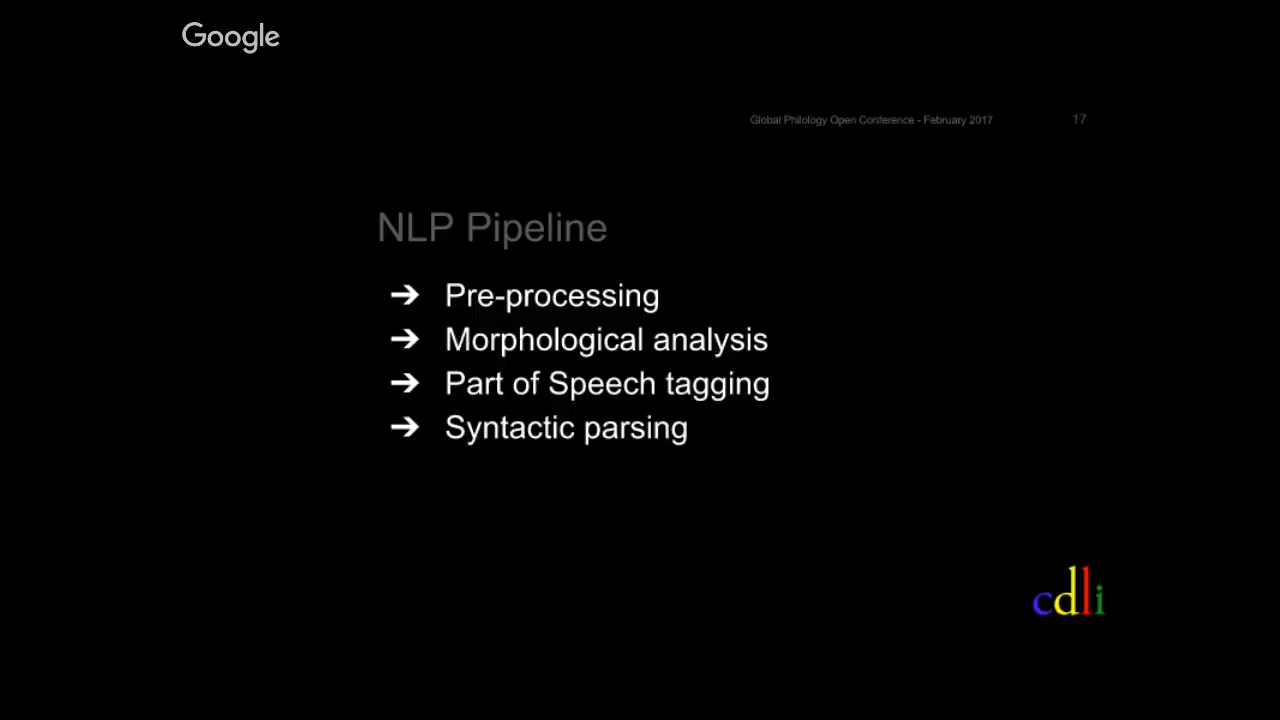 Google
Global Philology Open Conference - February 2017 17
NLP Pipeline
➔ Pre-processing
➔ Morphological analysis
➔ Part of Speech tagging
➔ Syntactic parsing
cdli